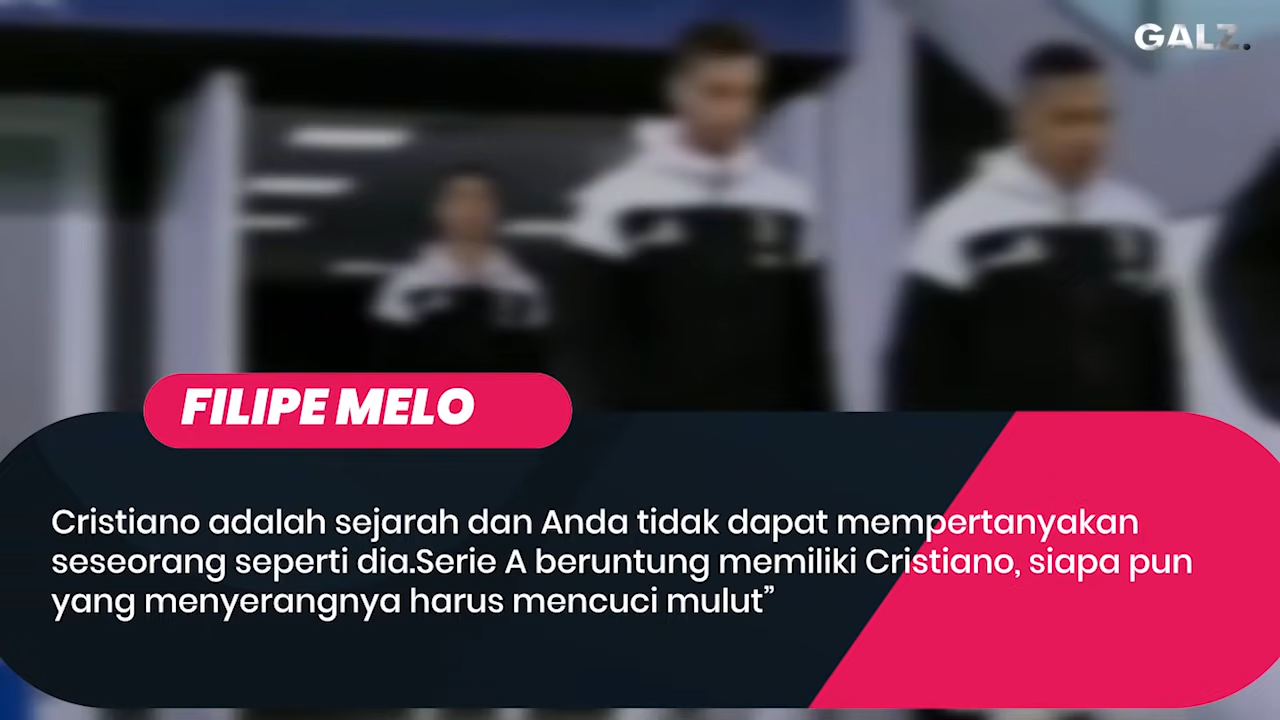 GALZ.
FILIPE MELO
Cristiano adalah sejarah dan Anda tidak dapat mempertanyakan
seseorang seperti dia.Serie A beruntung memiliki Cristiano, siapa pun
yang menyerangnya harus mencuci mulut”